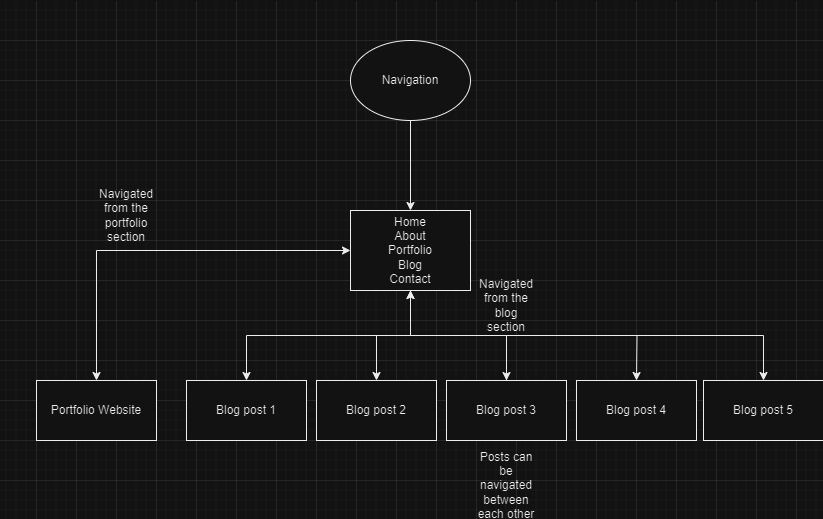 Navigation
Navigated
from the
portfolio
section
Home
About
Portfolio
Blog
Contact
Navigated
from the
blog
section
Portfolio Website
Blog post 1
Blog post 2
Blog post 3
Blog post 4
Blog post 5
Posts can
be
navigated
between
each other